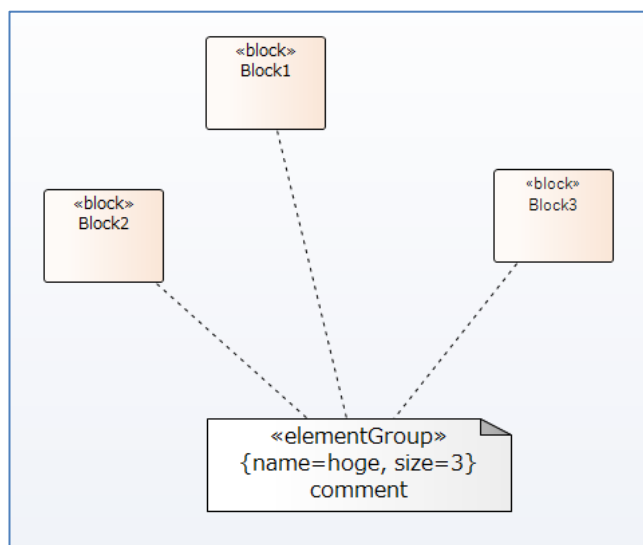 «block»
Block1
«block»
Block2
«block»
Block3
«elementGroup»
{name=hoge, size=3}
comment